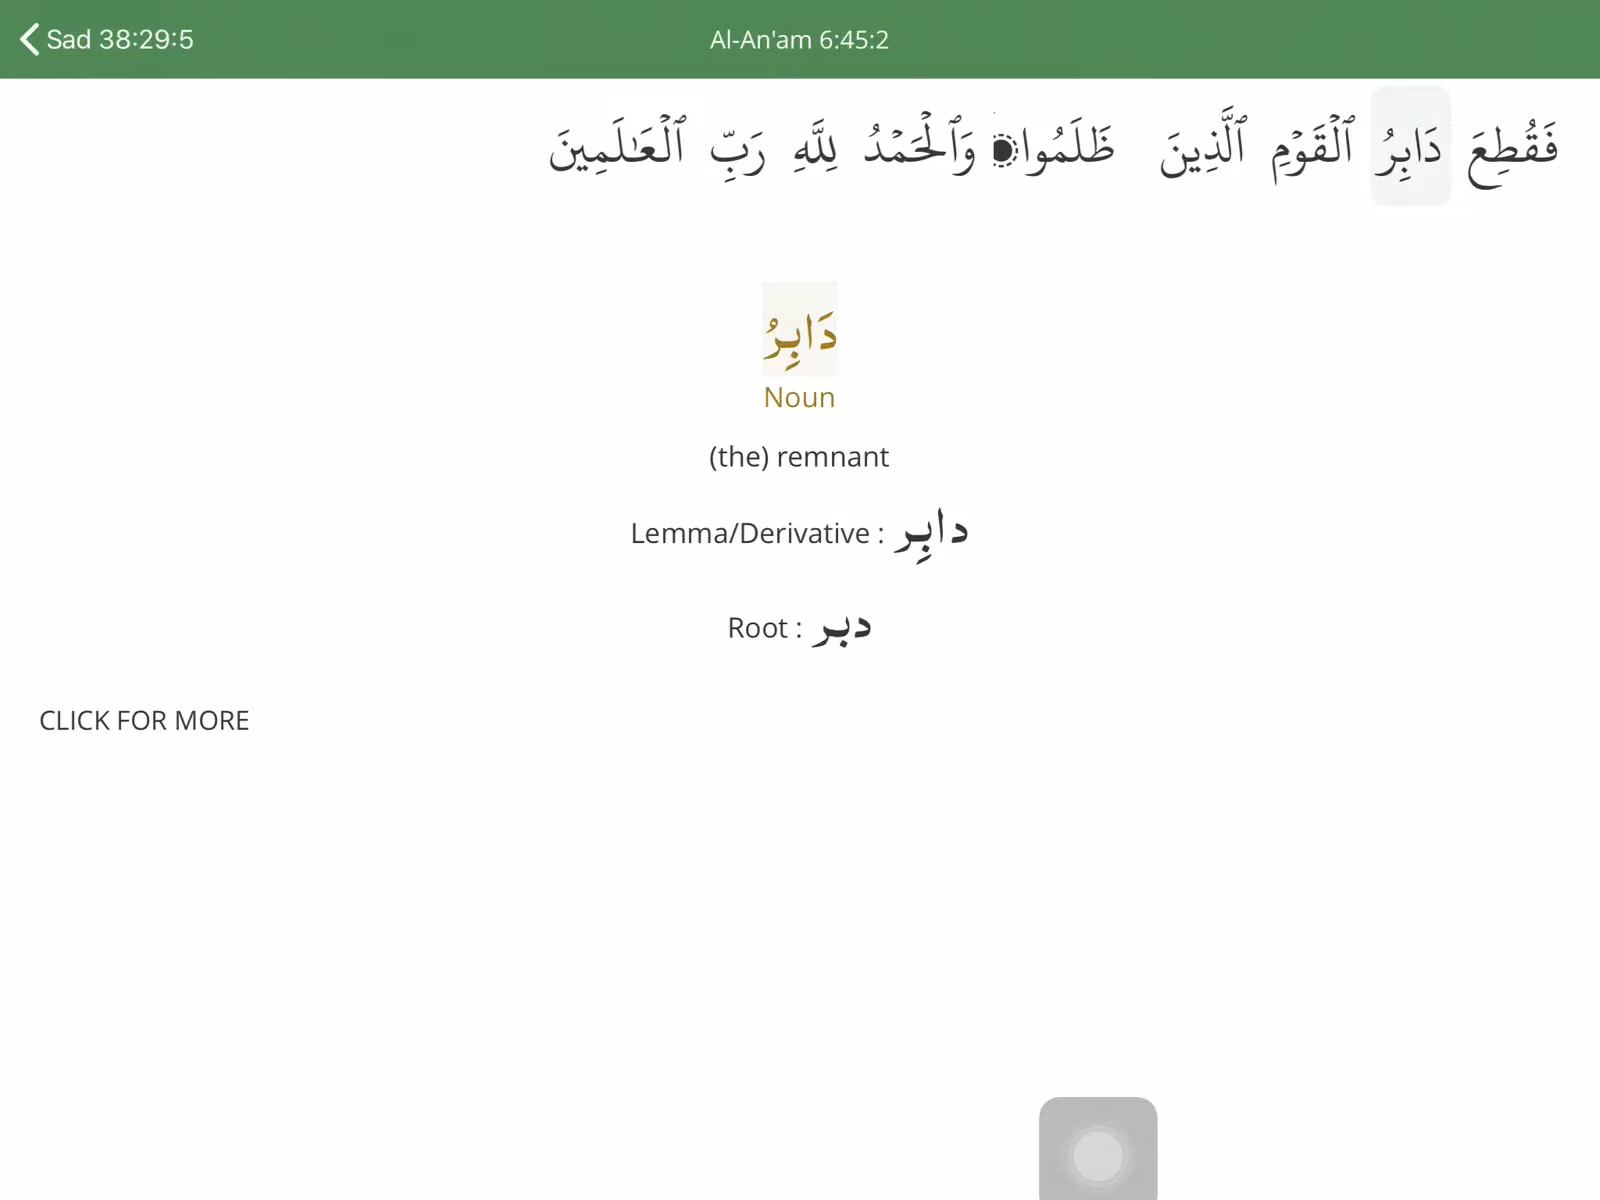 Sad 38:29:5
Al-An'am 6:45:2
فَقُطِعَ دَابِرُ ٱلْقَوْمِ ٱلَّذِينَ ظَلَمُوا۟ وَٱلْحَمْدُ لِلَّهِ رَبِّ ٱلْعَـٰلَمِينَ
دَابِرُ
Noun
(the) remnant
Lemma/Derivative : دابِر
Root : دبر
CLICK FOR MORE